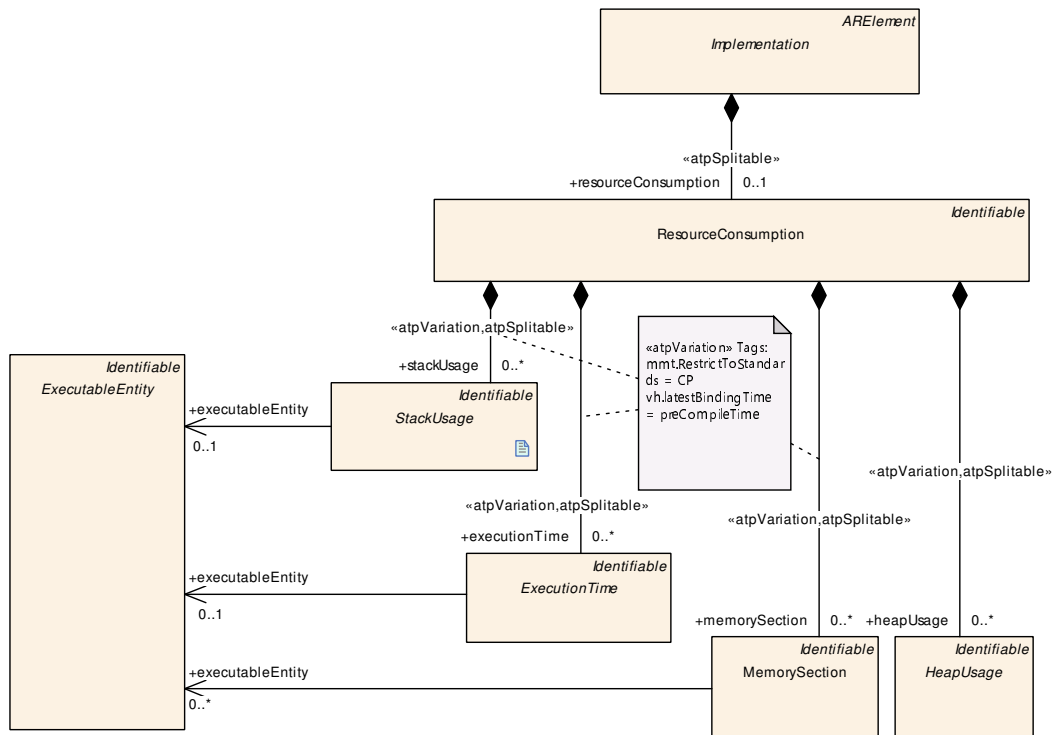 ARElement
Implementation
«atpSplitable»
+resourceConsumption 0..1
Identifiable
ResourceConsumption
«atpVariation,atpSplitable»
«atpVariation» Tags:
mmt.RestrictToStandar
ds = CP
vh.latestBindingTime
= preCompileTime
+stackUsage 0..*
Identifiable
ExecutableEntity
Identifiable
StackUsage
+executableEntity
0..1
«atpVariation,atpSplitable»
«atpVariation,atpSplitable»
«atpVariation,atpSplitable»
+executionTime 0..*
Identifiable
ExecutionTime
+executableEntity
0..1
+memorySection 0..*
+heapUsage 0..*
Identifiable
MemorySection
Identifiable
HeapUsage
+executableEntity
0..*